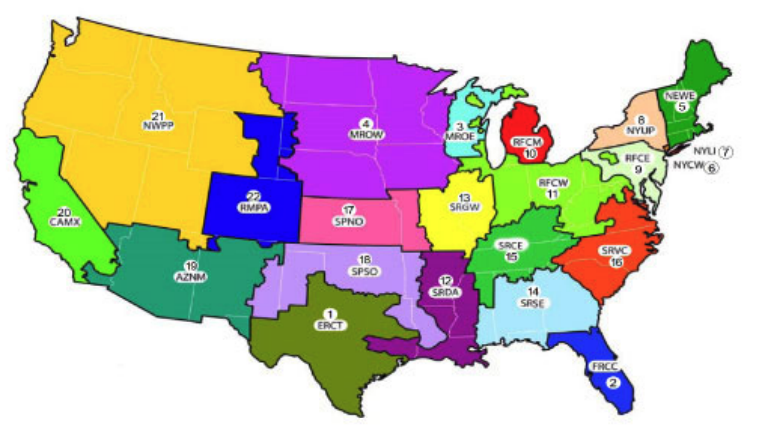 21
NWPP
4
MROW
3
MROE
RFCM
10
8
NYUP
NEWE
5
NYLI 7
NYCW 6
RFCE
9
RFCW
11
13
SRGW
22
RMPA
17
SPNO
20
CAMX
19
AZNM
18
SPSO
12
SRDA
SRCE
15
SRVC
16
14
SRSE
1
ERCT
FRCC
2